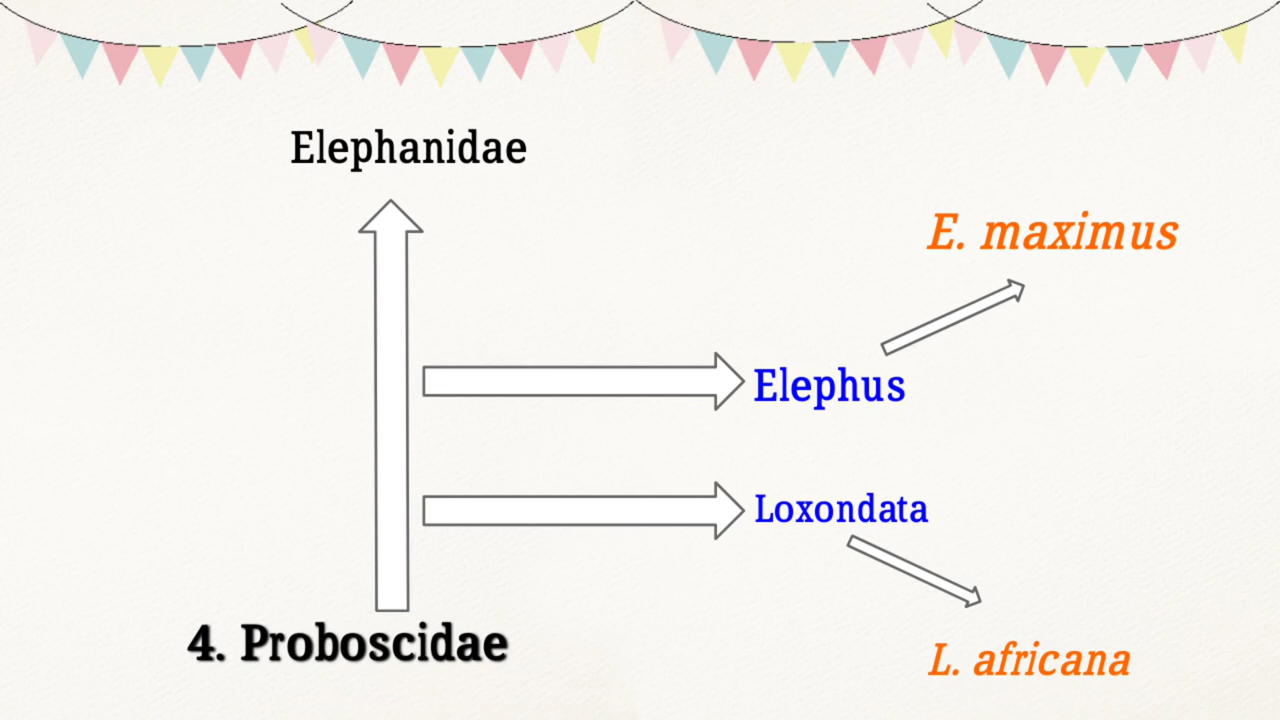 Elephanidae
E. maximus
Elephus
Loxondata
4. Proboscidae
L. africana